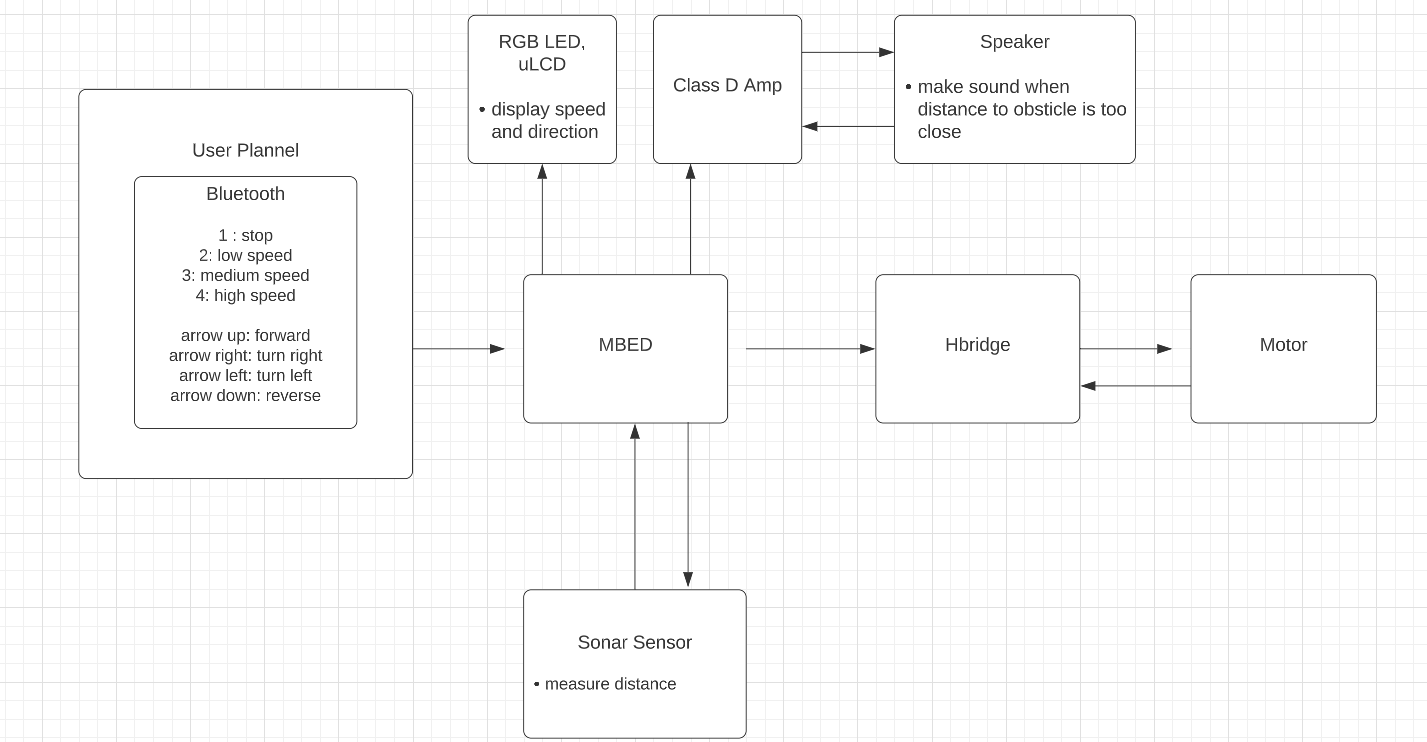 User Plannel
Bluetooth
1 : stop
2: low speed
3: medium speed
4: high speed
arrow up: forward
arrow right: turn right
arrow left: turn left
arrow down: reverse
RGB LED,
uLCD
• display speed
and direction
Class D Amp
Speaker
• make sound when
distance to obsticle is too
close
MBED
Hbridge
Motor
Sonar Sensor
• measure distance